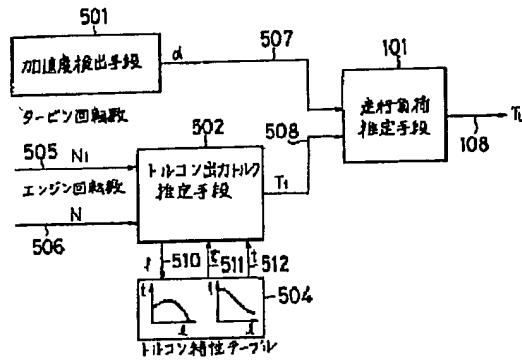 501
加速度検出手段
α
507
101
走行負荷
推定手段
TL
108
タービン回転数
505
N1
502
508
トルコン出力トルク
推定手段
T1
エンジン回転数
N
506
510
511
t
512
504
t
トルコン特性テーブル